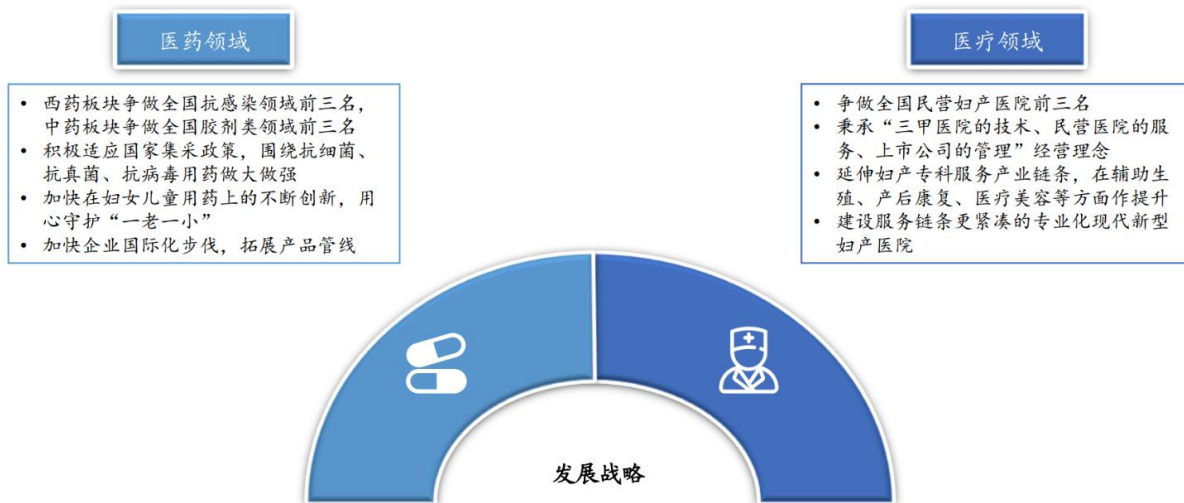 医药领域
• 西药板块争做全国抗感染领域前三名，
中药板块争做全国胶剂类领域前三名
• 积极适应国家集采政策，围绕抗细菌、
抗真菌、抗病毒用药做大做强
• 加快在妇女儿童用药上的不断创新，用
心守护“一老一小”
• 加快企业国际化步伐，拓展产品管线
医疗领域
• 争做全国民营妇产医院前三名
• 秉承“三甲医院的技术、民营医院的服
务、上市公司的管理”经营理念
• 延伸妇产专科服务产业链条，在辅助生
殖、产后康复、医疗美容等方面作提升
• 建设服务链条更紧凑的专业化现代新型
妇产医院
发展战略